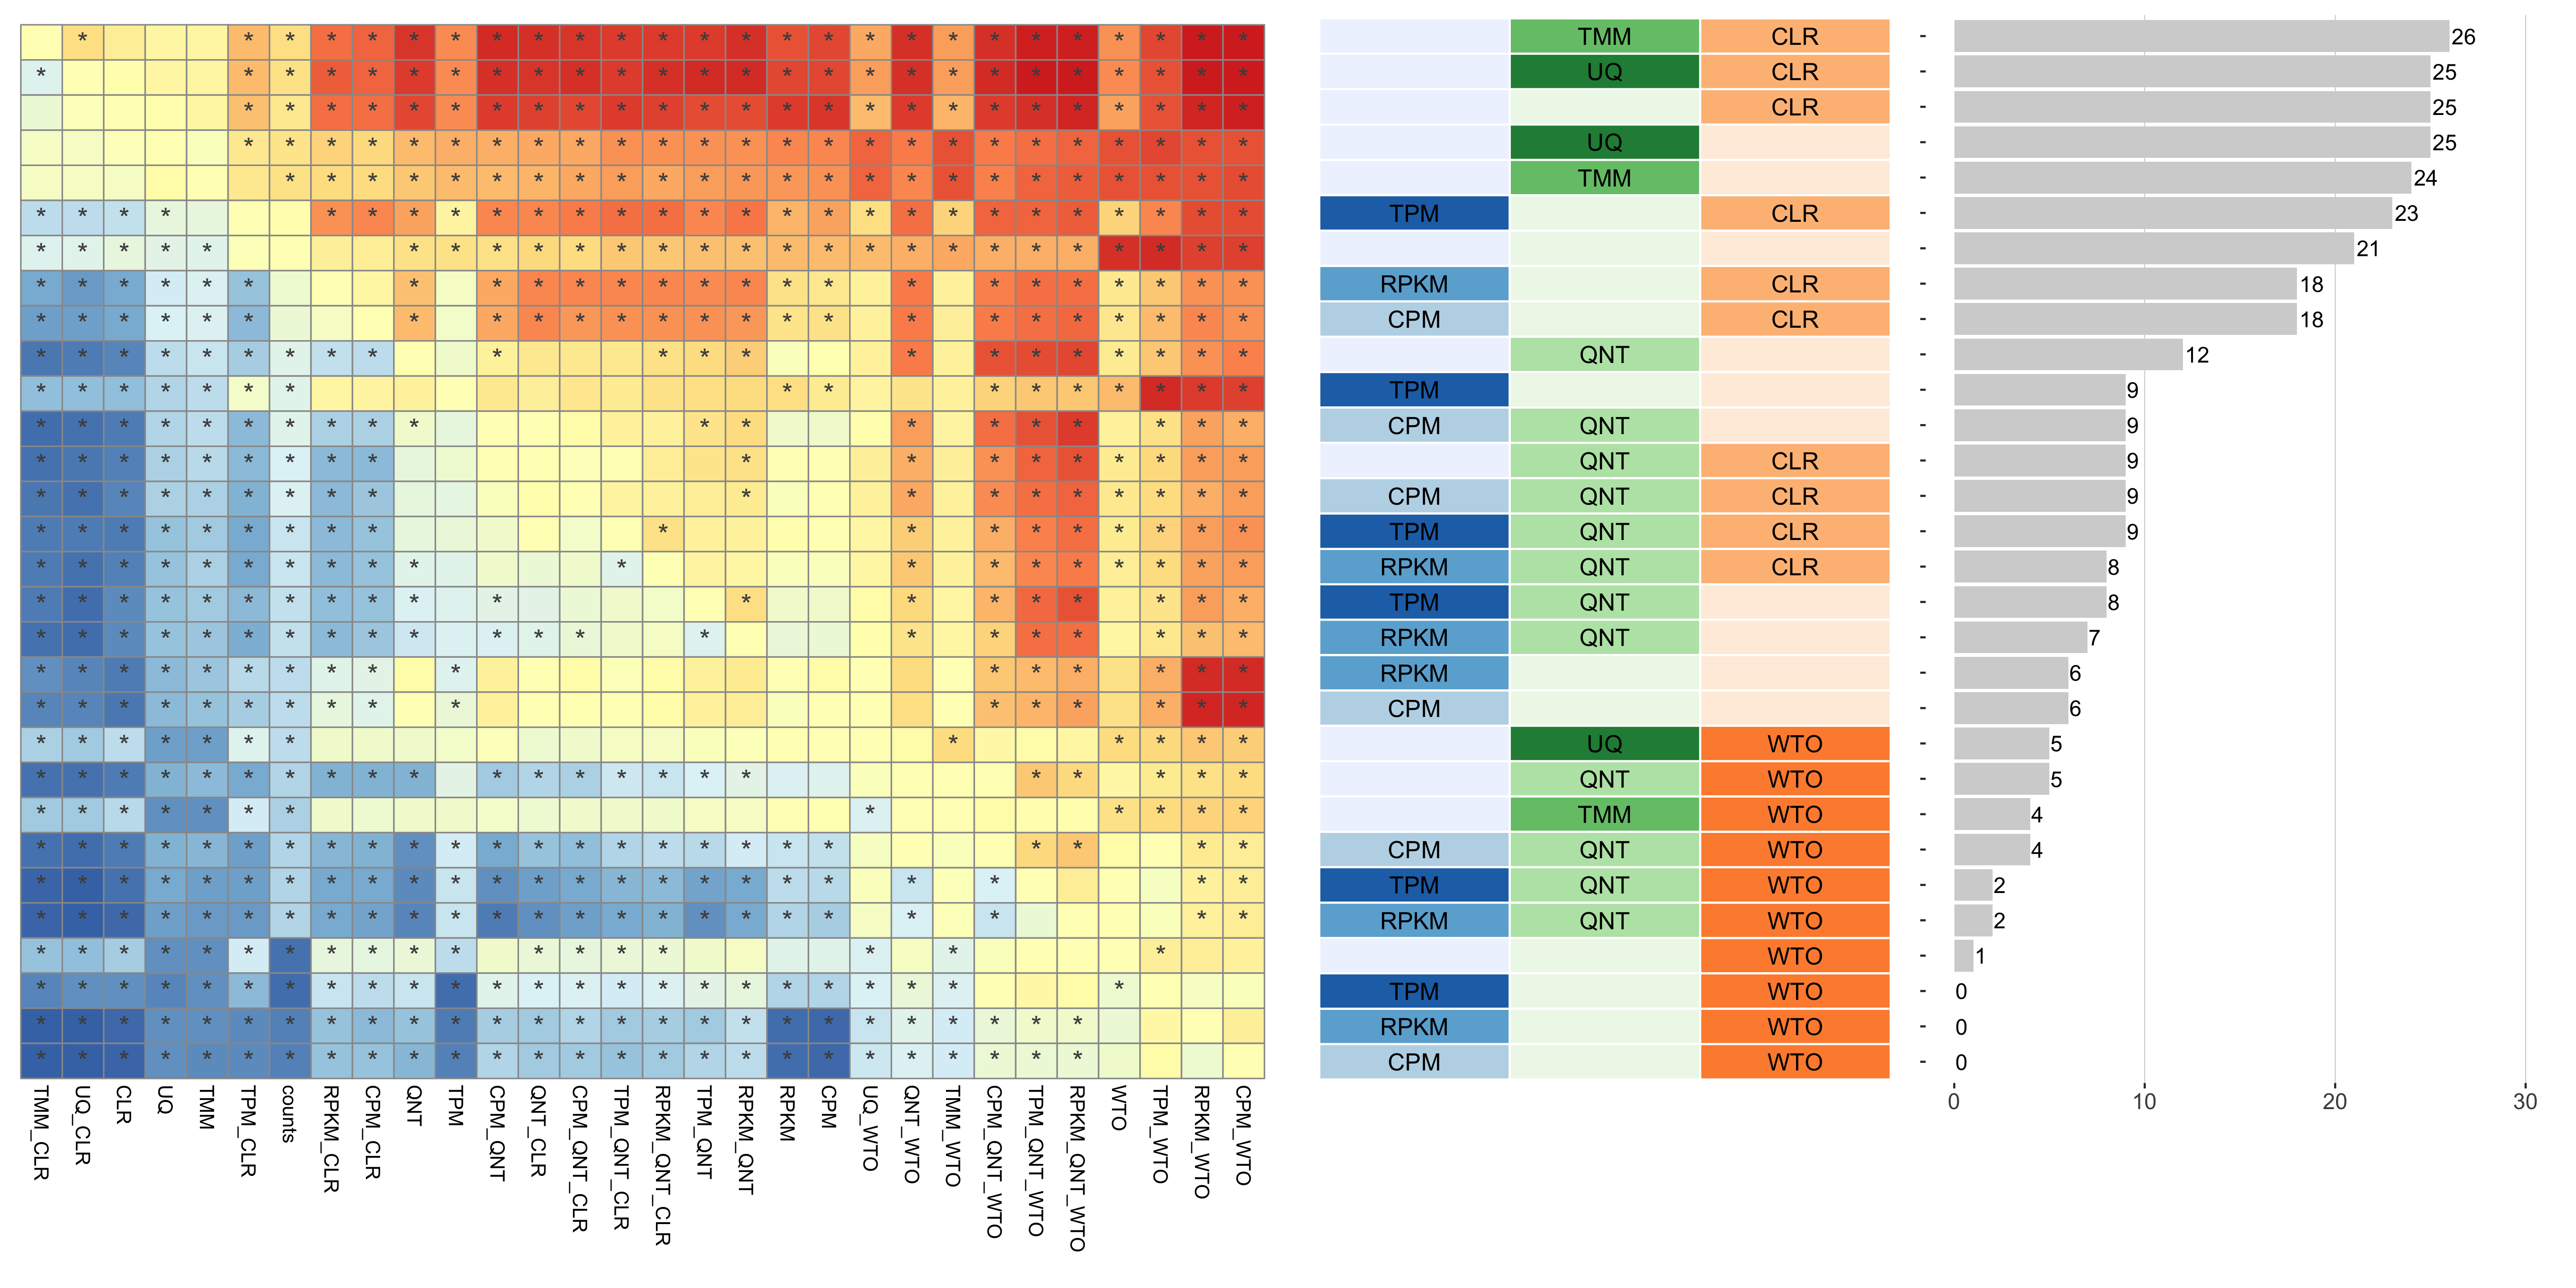 TMM CLR - 26
UQ CLR - 25
CLR - 25
UQ - 25
TMM - 24
TPM CLR - 23
- 21
RPKM CLR - 18
CPM CLR - 18
QNT - 12
TPM - 9
CPM QNT - 9
QNT CLR - 9
CPM QNT CLR - 9
TPM QNT CLR - 9
RPKM QNT CLR - 8
TPM QNT - 8
RPKM QNT - 7
RPKM - 6
CPM - 6
UQ WTO - 5
QNT WTO - 5
TMM WTO - 4
CPM QNT WTO - 4
TPM QNT WTO - 2
RPKM QNT WTO - 2
WTO - 1
TPM WTO - 0
RPKM WTO - 0
CPM WTO - 0
TMM_CLR
UQ_CLR
CLR
UQ
TMM
TPM_CLR
counts
RPKM_CLR
CPM_CLR
QNT
TPM
CPM_QNT
QNT_CLR
CPM_QNT_CLR
TPM_QNT_CLR
RPKM_QNT_CLR
TPM_QNT
RPKM_QNT
RPKM
CPM
UQ_WTO
QNT_WTO
TMM_WTO
CPM_QNT_WTO
TPM_QNT_WTO
RPKM_QNT_WTO
WTO
TPM_WTO
RPKM_WTO
CPM_WTO
0 10 20 30